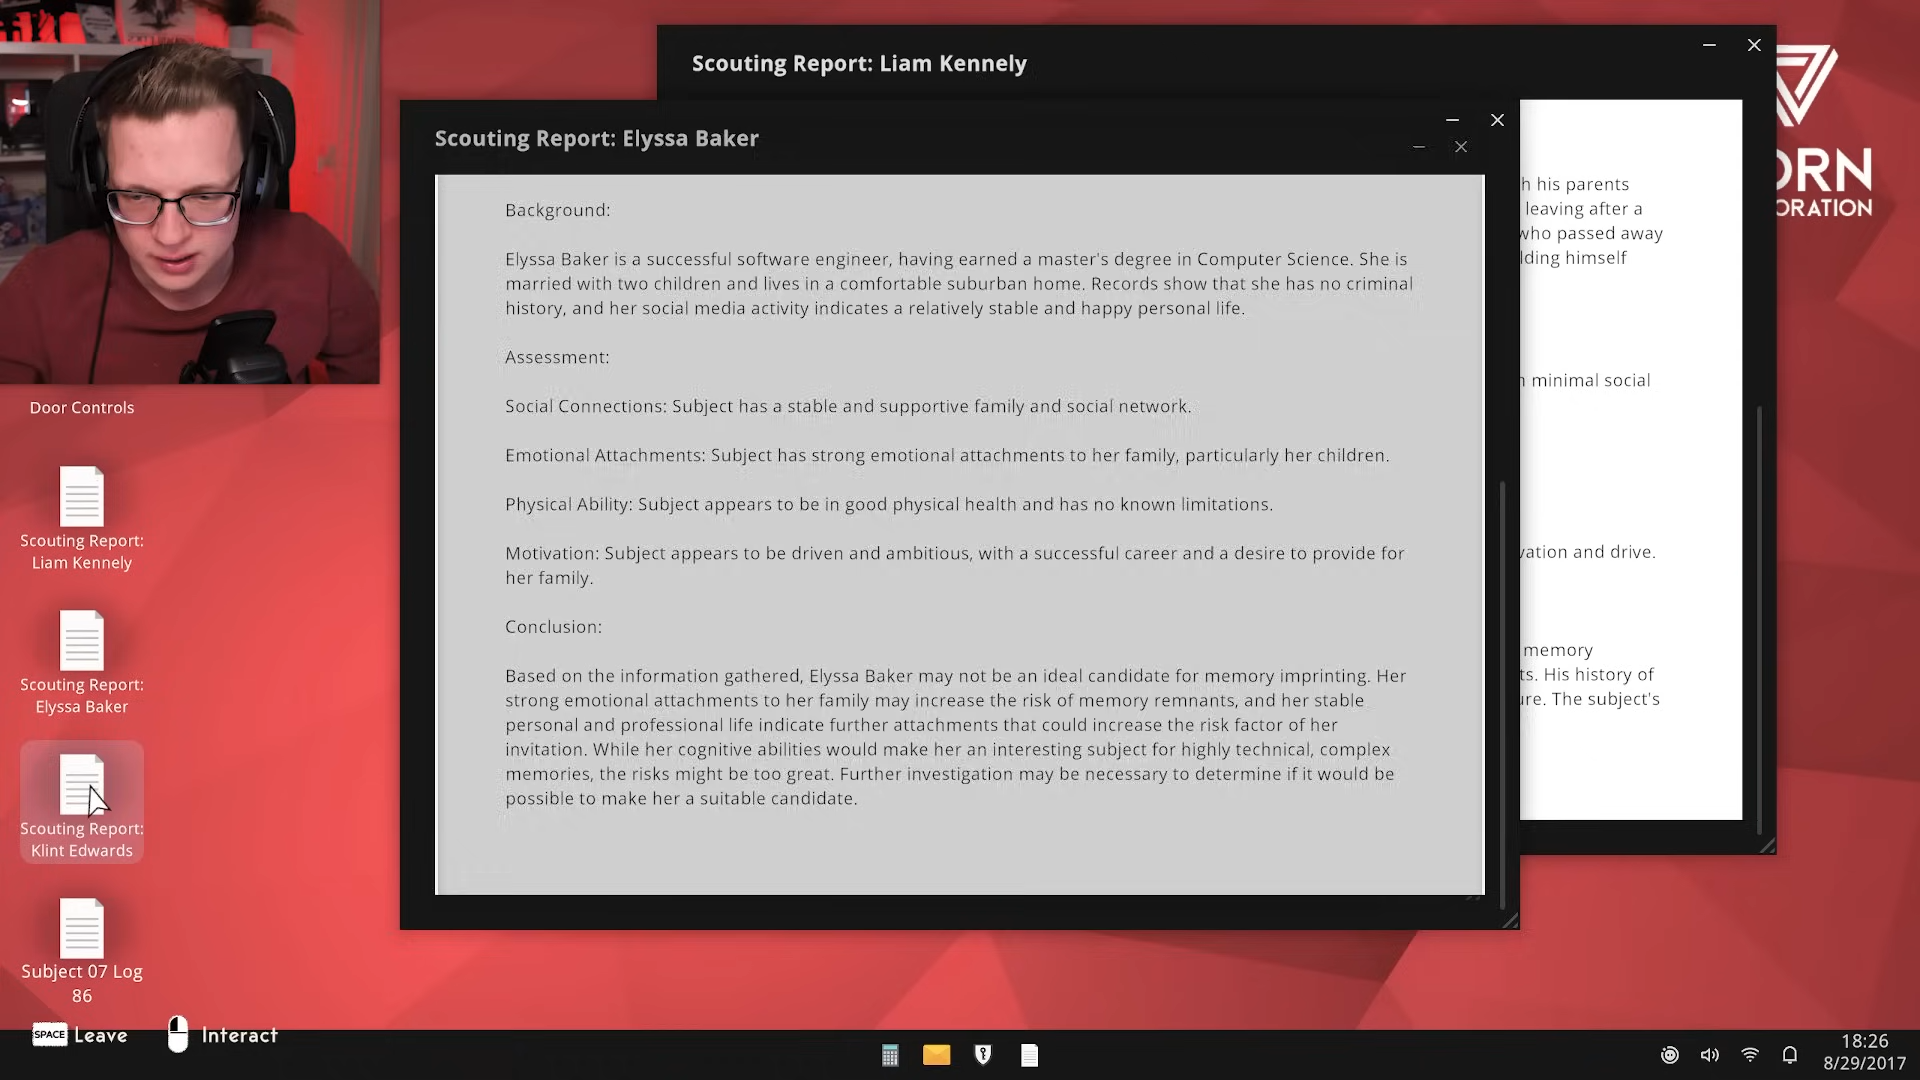 Scouting Report: Liam Kennely
Scouting Report: Elyssa Baker
Background:
Elyssa Baker is a successful software engineer, having earned a master's degree in Computer Science. She is
married with two children and lives in a comfortable suburban home. Records show that she has no criminal
history, and her social media activity indicates a relatively stable and happy personal life.
Assessment:
Social Connections: Subject has a stable and supportive family and social network.
Emotional Attachments: Subject has strong emotional attachments to her family, particularly her children.
Physical Ability: Subject appears to be in good physical health and has no known limitations.
Motivation: Subject appears to be driven and ambitious, with a successful career and a desire to provide for
her family.
Conclusion:
Based on the information gathered, Elyssa Baker may not be an ideal candidate for memory imprinting. Her
strong emotional attachments to her family may increase the risk of memory remnants, and her stable
personal and professional life indicate further attachments that could increase the risk factor of her
invitation. While her cognitive abilities would make her an interesting subject for highly technical, complex
memories, the risks might be too great. Further investigation may be necessary to determine if it would be
possible to make her a suitable candidate.
h his parents
leaving after a
who passed away
lding himself
minimal social
vation and drive.
memory
ts. His history of
ure. The subject's
ORN
ORATION
Door Controls
Scouting Report:
Liam Kennely
Scouting Report:
Elyssa Baker
Scouting Report:
Klint Edwards
Subject 07 Log
86
SPACE Leave
Interact
18:26
8/29/2017